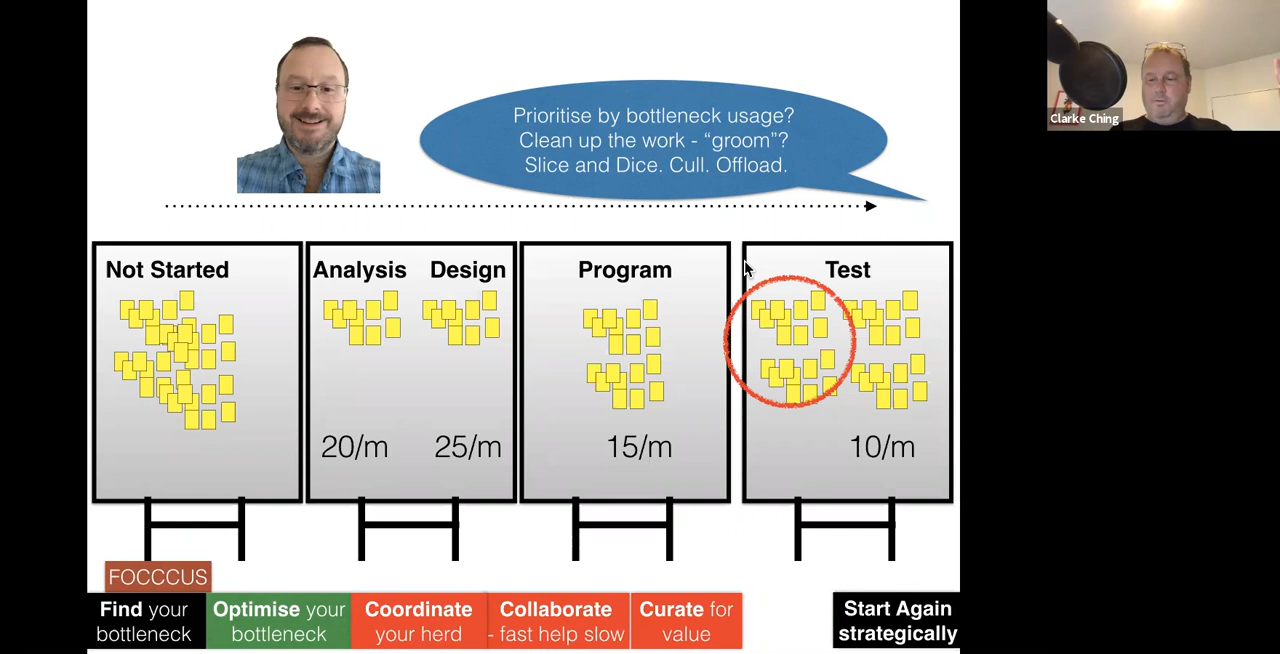 Prioritise by bottleneck usage?
Clean up the work - “groom”?
Slice and Dice. Cull. Offload.
Clarke Ching
Not Started
Analysis
Design
Program
Test
20/m
25/m
15/m
10/m
FOCCCUS
Find your
bottleneck
Optimise your
bottleneck
Coordinate
your herd
Collaborate
- fast help slow
Curate for
value
Start Again
strategically